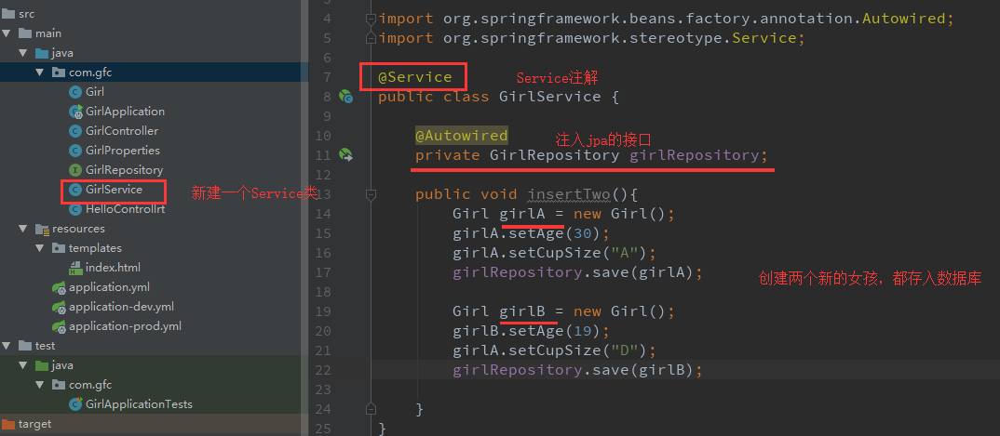 src
main
java
com.gfc
Girl
GirlApplication
GirlController
GirlProperties
GirlRepository
GirlService
新建一个Service类
HelloControllrt
resources
templates
index.html
application.yml
application-dev.yml
application-prod.yml
test
java
com.gfc
GirlApplicationTests
target
3
4 import org.springframework.beans.factory.annotation.Autowired;
5 import org.springframework.stereotype.Service;
6
7 @Service Service注解
8 public class GirlService {
9
10 @Autowired 注入jpa的接口
11 private GirlRepository girlRepository;
12
13 public void insertTwo(){
14 Girl girlA = new Girl();
15 girlA.setAge(30);
16 girlA.setCupSize("A");
17 girlRepository.save(girlA); 创建两个新的女孩，都存入数据库
18
19 Girl girlB = new Girl();
20 girlB.setAge(19);
21 girlA.setCupSize("D");
22 girlRepository.save(girlB);
23
24 }
25 }